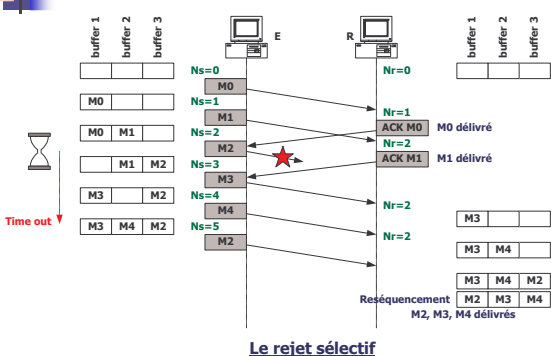 buffer 1
buffer 2
buffer 3
E
R
buffer 1
buffer 2
buffer 3
Ns=0
Nr=0
M0
M0
Ns=1
Nr=1
M1
ACK M0
M0 délivré
M0 M1
Ns=2
Nr=2
M2
ACK M1
M1 délivré
M1 M2
Ns=3
M3
M3 M2
Ns=4
Nr=2
M4
M3
Time out
M3 M4 M2
Ns=5
Nr=2
M2
M3 M4
M3 M4 M2
Reséquencement
M2 M3 M4
M2, M3, M4 délivrés
Le rejet sélectif